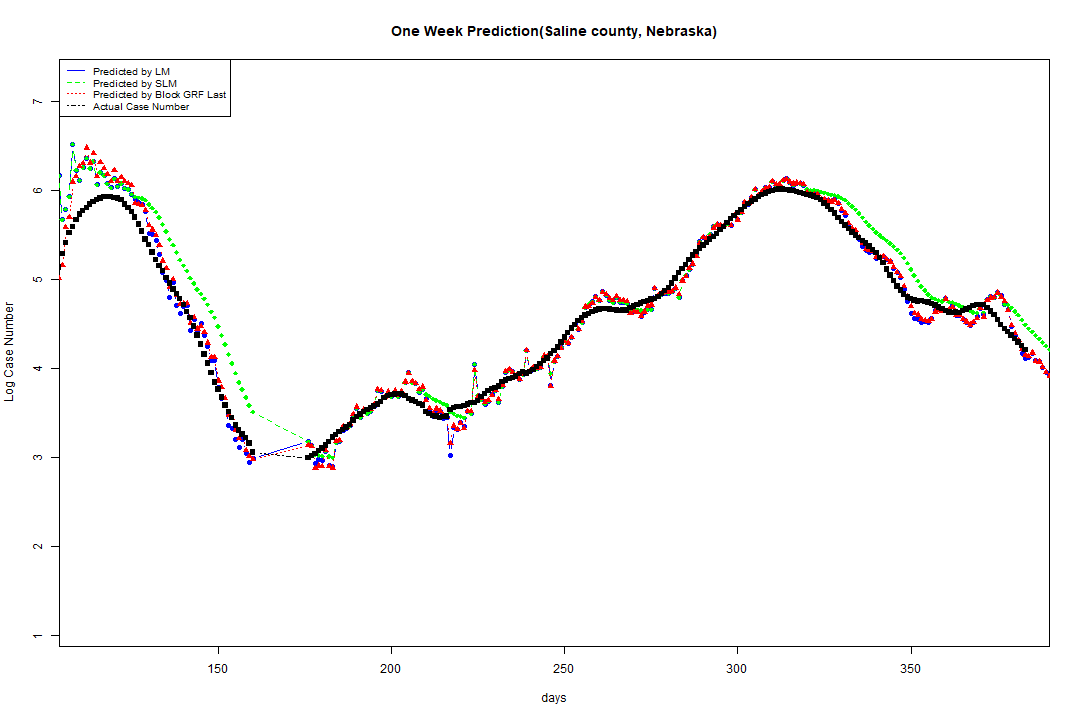 One Week Prediction(Saline county, Nebraska)
Predicted by LM
Predicted by SLM
Predicted by Block GRF Last
Actual Case Number
7
6
5
4
3
2
1
Log Case Number
150 200 250 300 350
days